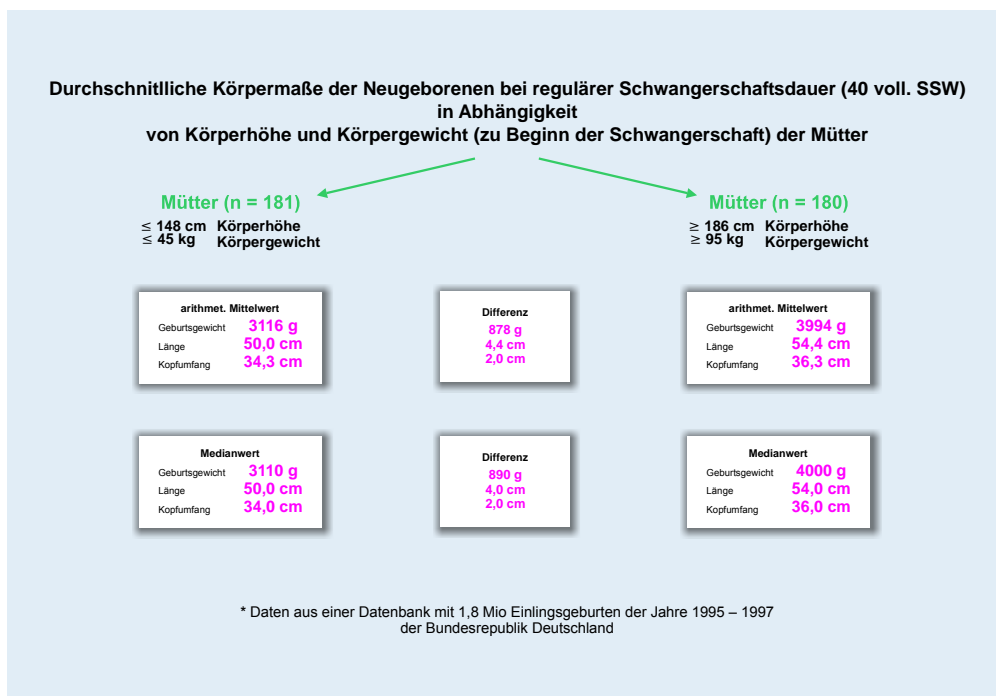 Durchschnitlliche Körpermaße der Neugeborenen bei regulärer Schwangerschaftsdauer (40 voll. SSW)
in Abhängigkeit
von Körperhöhe und Körpergewicht (zu Beginn der Schwangerschaft) der Mütter
Mütter (n = 181)
≤ 148 cm Körperhöhe
≤ 45 kg Körpergewicht
Mütter (n = 180)
≥ 186 cm Körperhöhe
≥ 95 kg Körpergewicht
arithmet. Mittelwert
Geburtsgewicht 3116 g
Länge 50,0 cm
Kopfumfang 34,3 cm
Differenz
878 g
4,4 cm
2,0 cm
arithmet. Mittelwert
Geburtsgewicht 3994 g
Länge 54,4 cm
Kopfumfang 36,3 cm
Medianwert
Geburtsgewicht 3110 g
Länge 50,0 cm
Kopfumfang 34,0 cm
Differenz
890 g
4,0 cm
2,0 cm
Medianwert
Geburtsgewicht 4000 g
Länge 54,0 cm
Kopfumfang 36,0 cm
* Daten aus einer Datenbank mit 1,8 Mio Einlingsgeburten der Jahre 1995 – 1997
der Bundesrepublik Deutschland